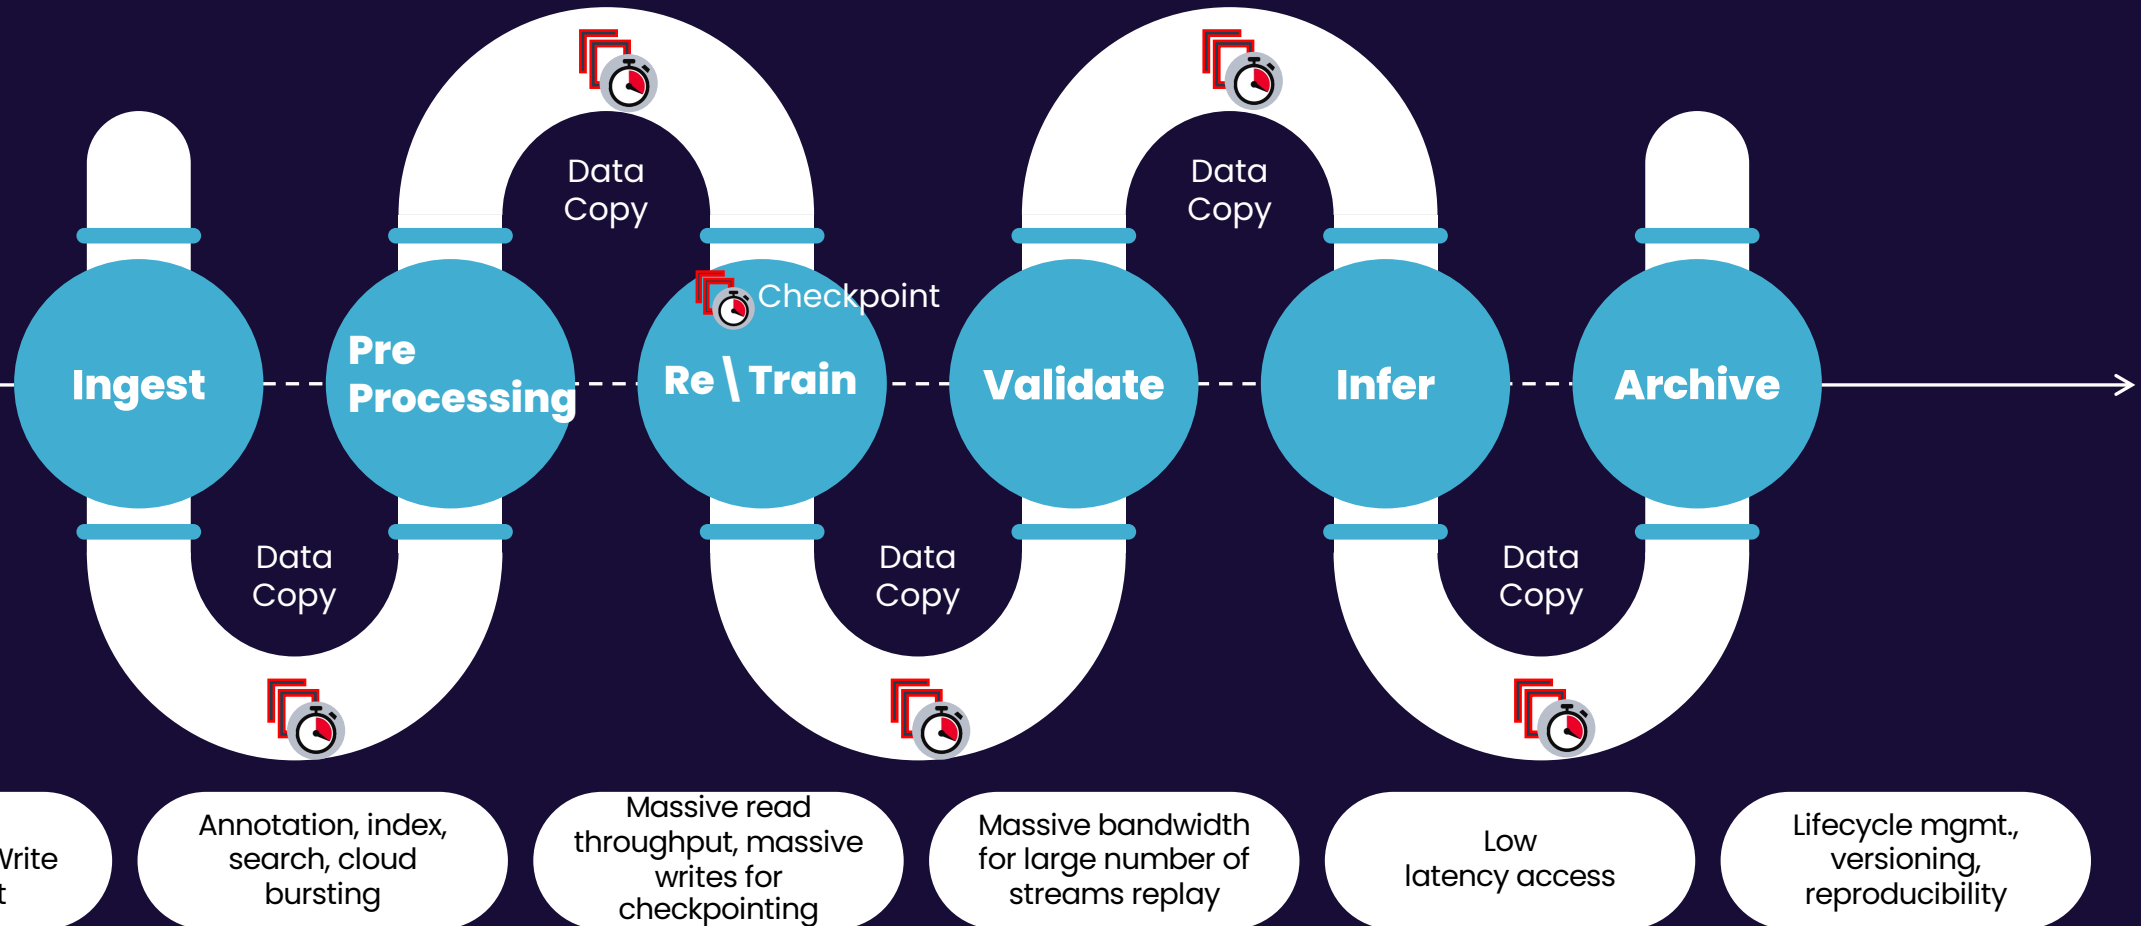 Data
Copy
Data
Copy
Checkpoint
Ingest
Pre
Processing
Re\Train
Validate
Infer
Archive
Data
Copy
Data
Copy
Data
Copy
Annotation, index,
search, cloud
bursting
Massive read
throughput, massive
writes for
checkpointing
Massive bandwidth
for large number of
streams replay
Low
latency access
Lifecycle mgmt.,
versioning,
reproducibility